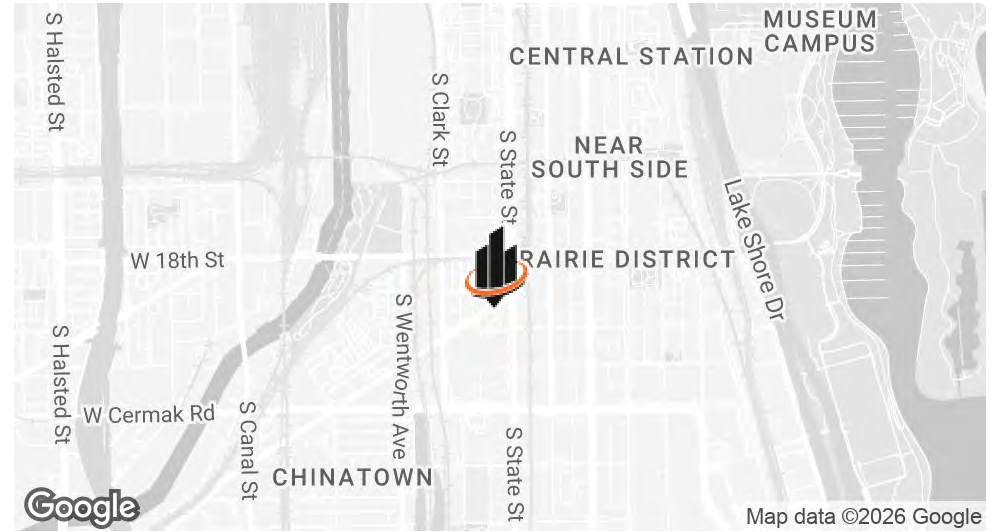 MUSEUM
CAMPUS
CENTRAL STATION
S Halsted St
S Clark St
S State St
NEAR
SOUTH SIDE
Lake Shore Dr
W 18th St
RAIRIE DISTRICT
S Halsted St
S Wentworth Ave
W Cermak Rd
S Canal St
S State St
CHINATOWN
Google
Map data ©2026 Google